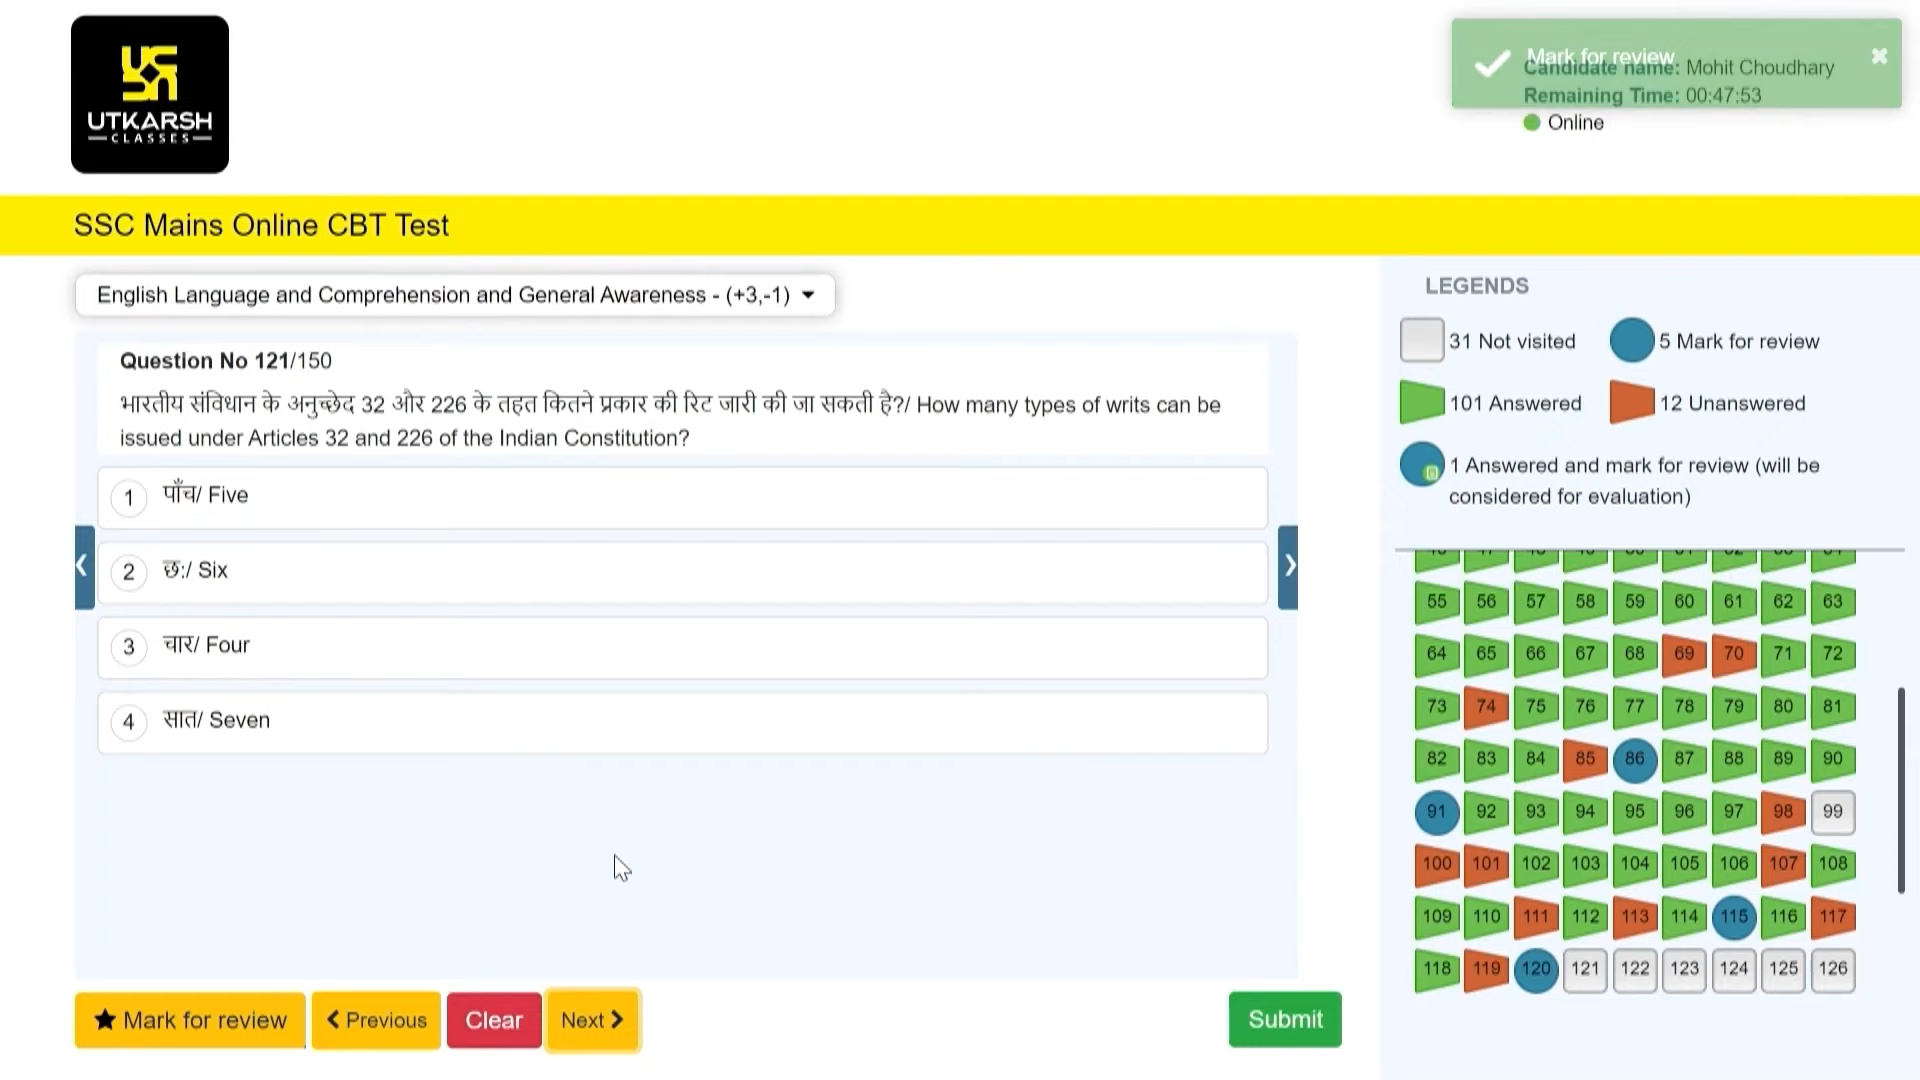 UTKARSH
CLASSES
Mark for review
Candidate name: Mohit Choudhary
Remaining Time: 00:47:53
Online
SSC Mains Online CBT Test
English Language and Comprehension and General Awareness - (+3,-1)
Question No 121/150
भारतीय संविधान के अनुच्छेद 32 और 226 के तहत कितने प्रकार की रिट जारी की जा सकती है?/ How many types of writs can be
issued under Articles 32 and 226 of the Indian Constitution?
1 पाँच/ Five
2 छ:/ Six
3 चार/ Four
4 सात/ Seven
Mark for review
Previous
Clear
Next
Submit
LEGENDS
31 Not visited
5 Mark for review
101 Answered
12 Unanswered
1 Answered and mark for review (will be
considered for evaluation)
55 56 57 58 59 60 61 62 63
64 65 66 67 68 69 70 71 72
73 74 75 76 77 78 79 80 81
82 83 84 85 86 87 88 89 90
91 92 93 94 95 96 97 98 99
100 101 102 103 104 105 106 107 108
109 110 111 112 113 114 115 116 117
118 119 120 121 122 123 124 125 126